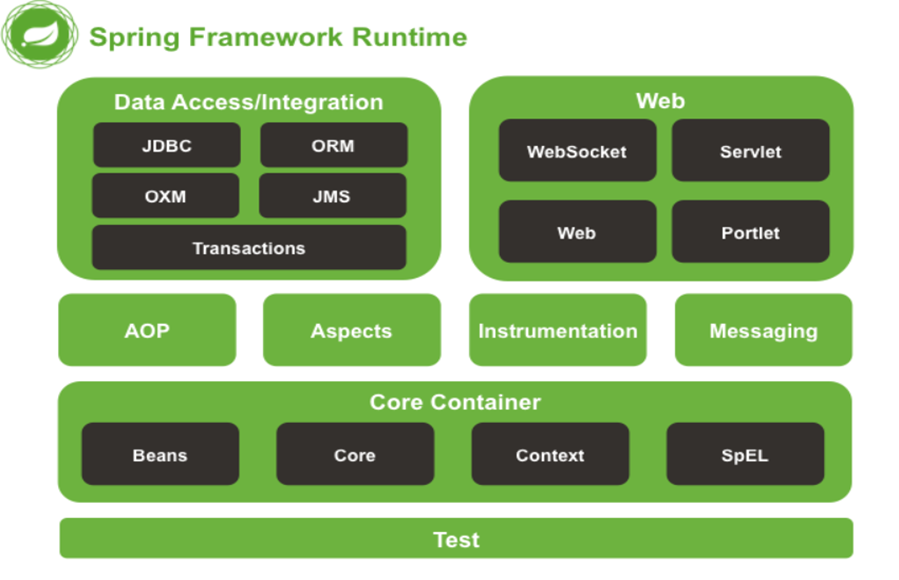 Spring Framework Runtime
Data Access/Integration
JDBC
ORM
OXM
JMS
Transactions
Web
WebSocket
Servlet
Web
Portlet
AOP
Aspects
Instrumentation
Messaging
Core Container
Beans
Core
Context
SpEL
Test